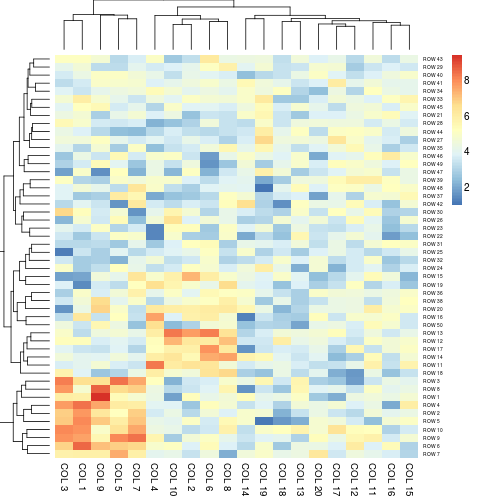 ROW 43
ROW 29
ROW 40
ROW 41
ROW 34
ROW 33
ROW 45
ROW 21
ROW 28
ROW 44
ROW 27
ROW 35
ROW 46
ROW 49
ROW 47
ROW 39
ROW 48
ROW 37
ROW 42
ROW 30
ROW 26
ROW 23
ROW 22
ROW 31
ROW 25
ROW 32
ROW 24
ROW 15
ROW 19
ROW 36
ROW 38
ROW 20
ROW 16
ROW 50
ROW 13
ROW 12
ROW 17
ROW 14
ROW 11
ROW 18
ROW 3
ROW 8
ROW 1
ROW 4
ROW 2
ROW 5
ROW 10
ROW 9
ROW 6
ROW 7
COL 3
COL 1
COL 9
COL 5
COL 7
COL 4
COL 10
COL 2
COL 6
COL 8
COL 14
COL 19
COL 18
COL 13
COL 20
COL 17
COL 12
COL 11
COL 16
COL 15
8
6
4
2